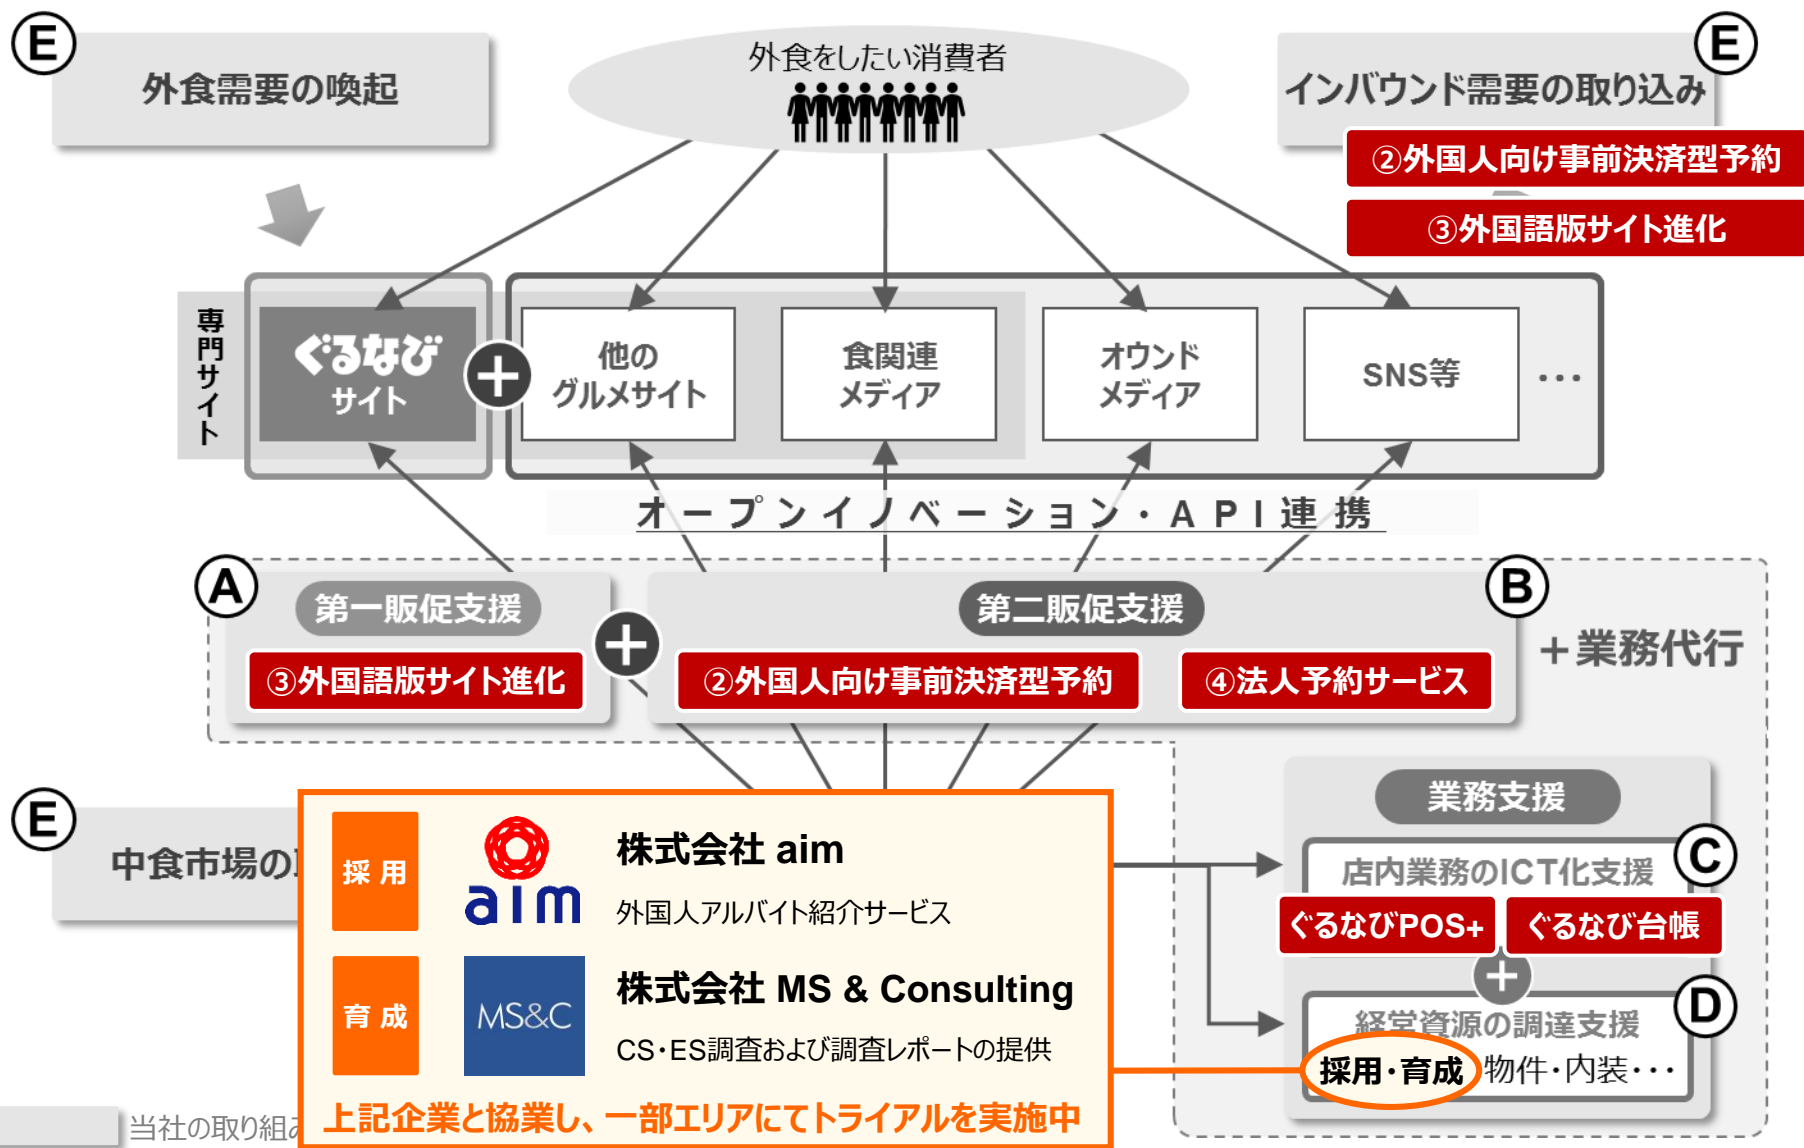 E
外食需要の喚起
外食をしたい消費者
E
インバウンド需要の取り込み
②外国人向け事前決済型予約
③外国語版サイト進化
専門サイト
ぐるなび
サイト
+
他の
グルメサイト
食関連
メディア
オウンド
メディア
SNS等
・・・
オープンイノベーション・API連携
A
第一販促支援
③外国語版サイト進化
+
B
第二販促支援
②外国人向け事前決済型予約
④法人予約サービス
+業務代行
E
中食市場の
採用
aim
株式会社 aim
外国人アルバイト紹介サービス
育成
MS&C
株式会社 MS & Consulting
CS・ES調査および調査レポートの提供
上記企業と協業し、一部エリアにてトライアルを実施中
業務支援
C
店内業務のICT化支援
ぐるなびPOS+
ぐるなび台帳
+
D
経営資源の調達支援
採用・育成 物件・内装・・・
当社の取り組み